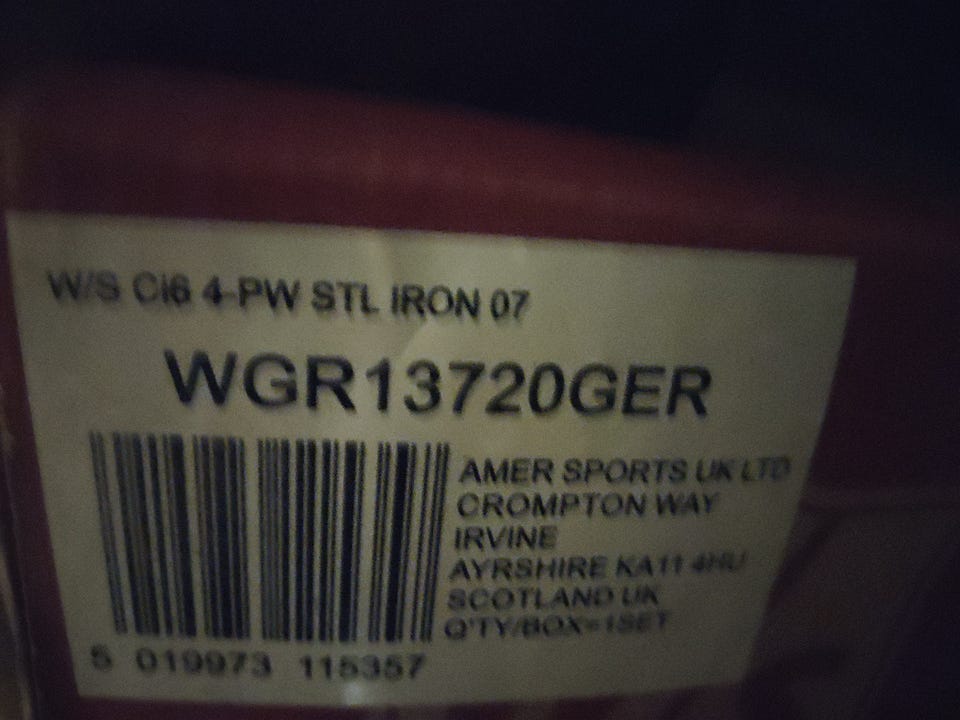 W/S Ci6 4-PW STL IRON 07
WGR13720GER
AMER SPORTS UK LTD
CROMPTON WAY
IRVINE
AYRSHIRE KA11 4HU
SCOTLAND UK
Q'TY/BOX=1SET
5 019973 115357